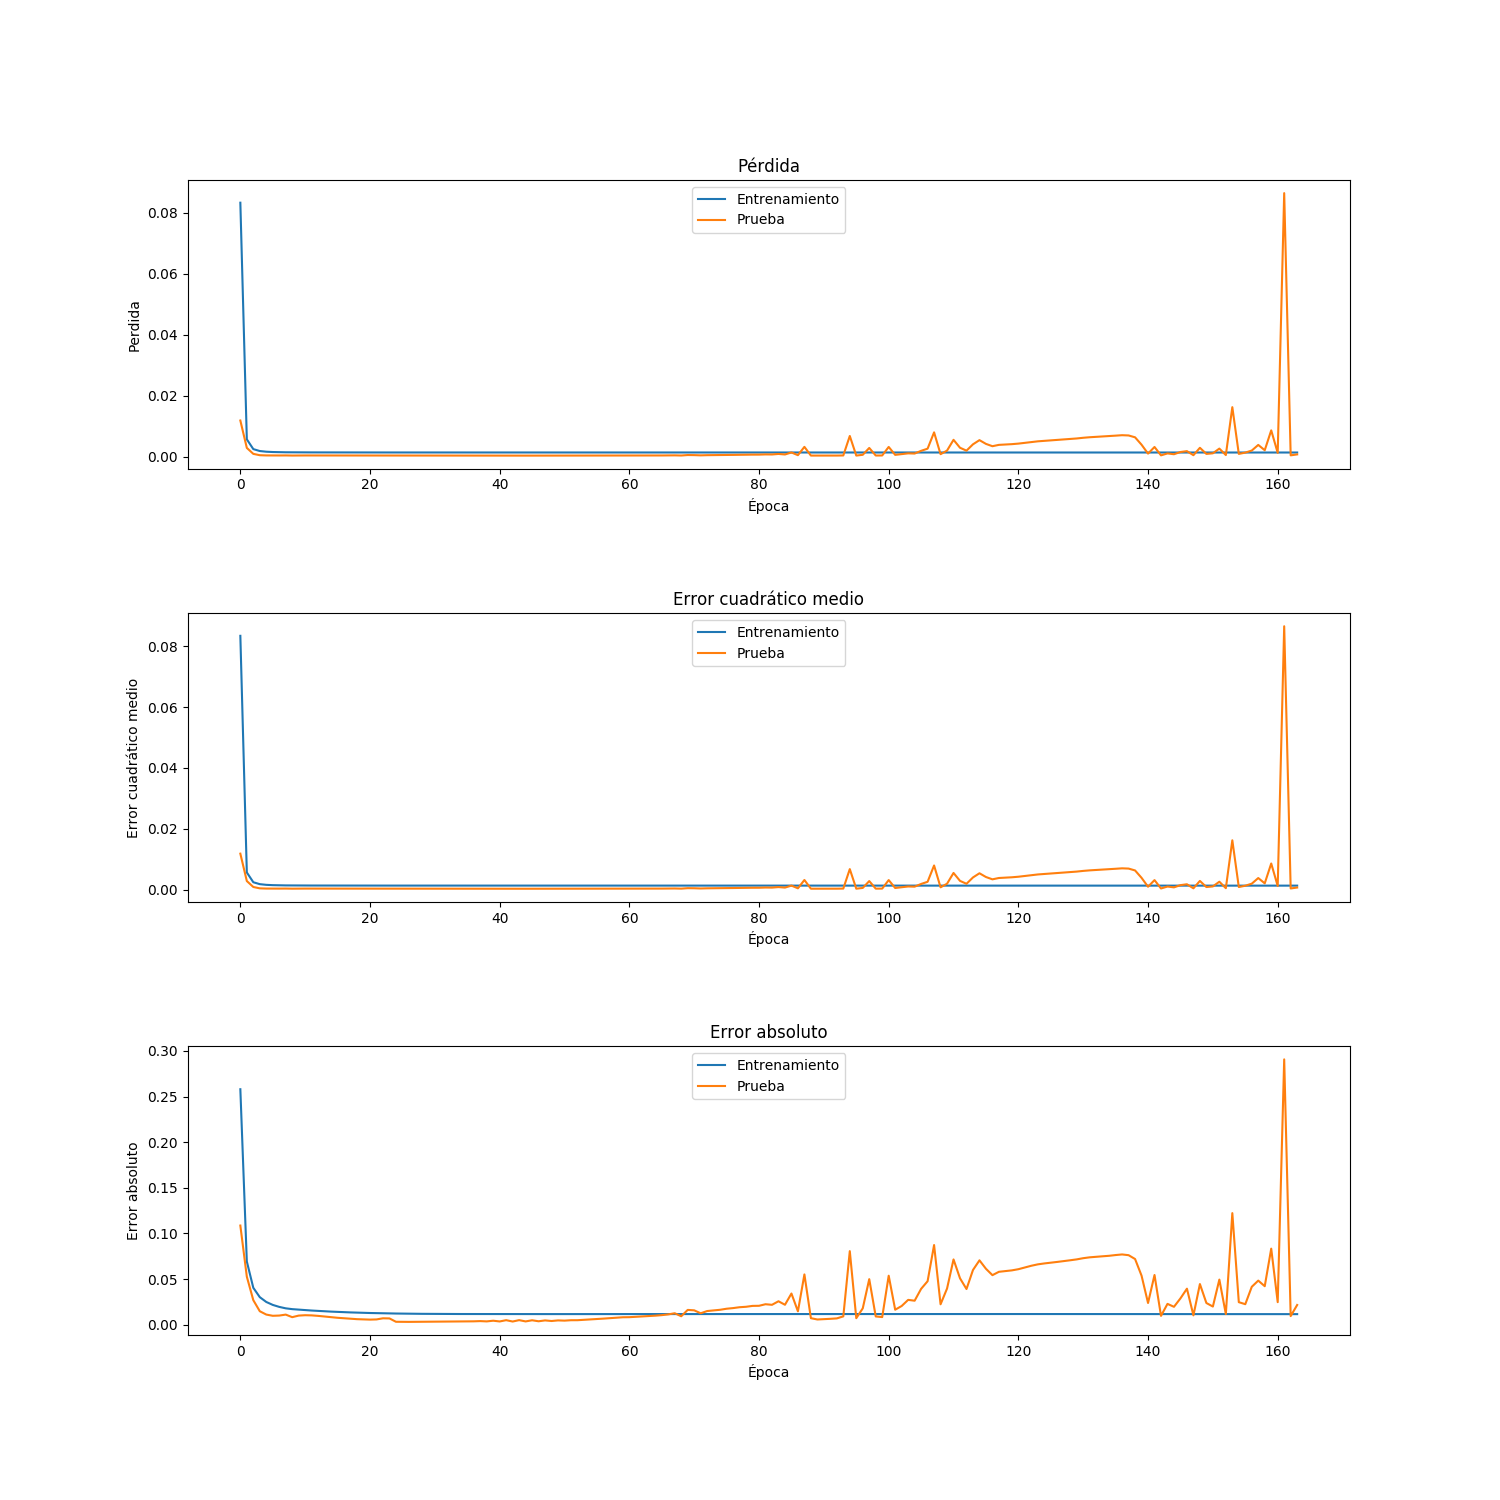 Pérdida
Entrenamiento
Prueba
0.08
0.06
0.04
0.02
0.00
Perdida
0 20 40 60 80 100 120 140 160
Época
Error cuadrático medio
Entrenamiento
Prueba
0.08
0.06
0.04
0.02
0.00
Error cuadrático medio
0 20 40 60 80 100 120 140 160
Época
Error absoluto
Entrenamiento
Prueba
0.30
0.25
0.20
0.15
0.10
0.05
0.00
Error absoluto
0 20 40 60 80 100 120 140 160
Época